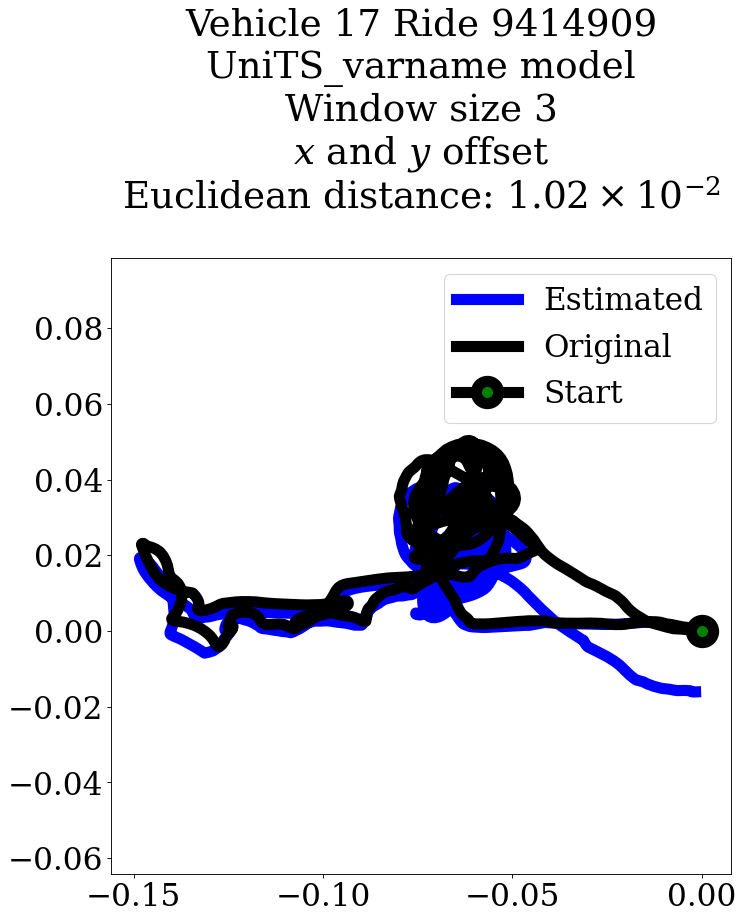 Vehicle 17 Ride 9414909
UniTS_varname model
Window size 3
x and y offset
Euclidean distance: 1.02 × 10⁻²
Estimated
Original
Start
0.08
0.06
0.04
0.02
0.00
−0.02
−0.04
−0.06
−0.15
−0.10
−0.05
0.00